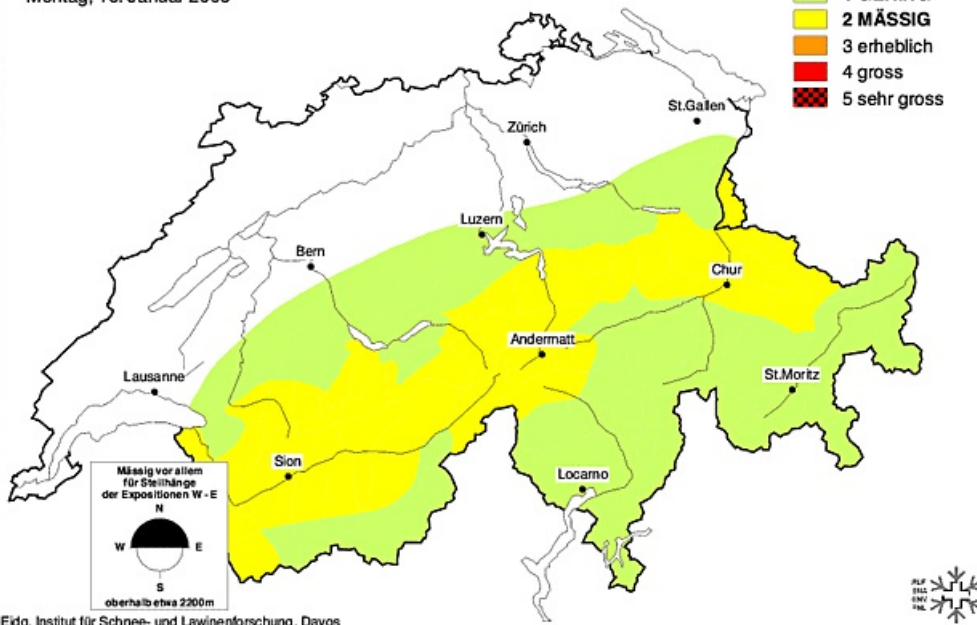 2 MÄSSIG
3 erheblich
4 gross
5 sehr gross
St.Gallen
Zürich
Luzern
Bern
Chur
Andermatt
St.Moritz
Lausanne
Sion
Locarno
Mässig vor allem
für Steilhänge
der Expositionen W - E
N
W E
S
oberhalb etwa 2200m
Eidg. Institut für Schnee- und Lawinenforschung, Davos
SLF